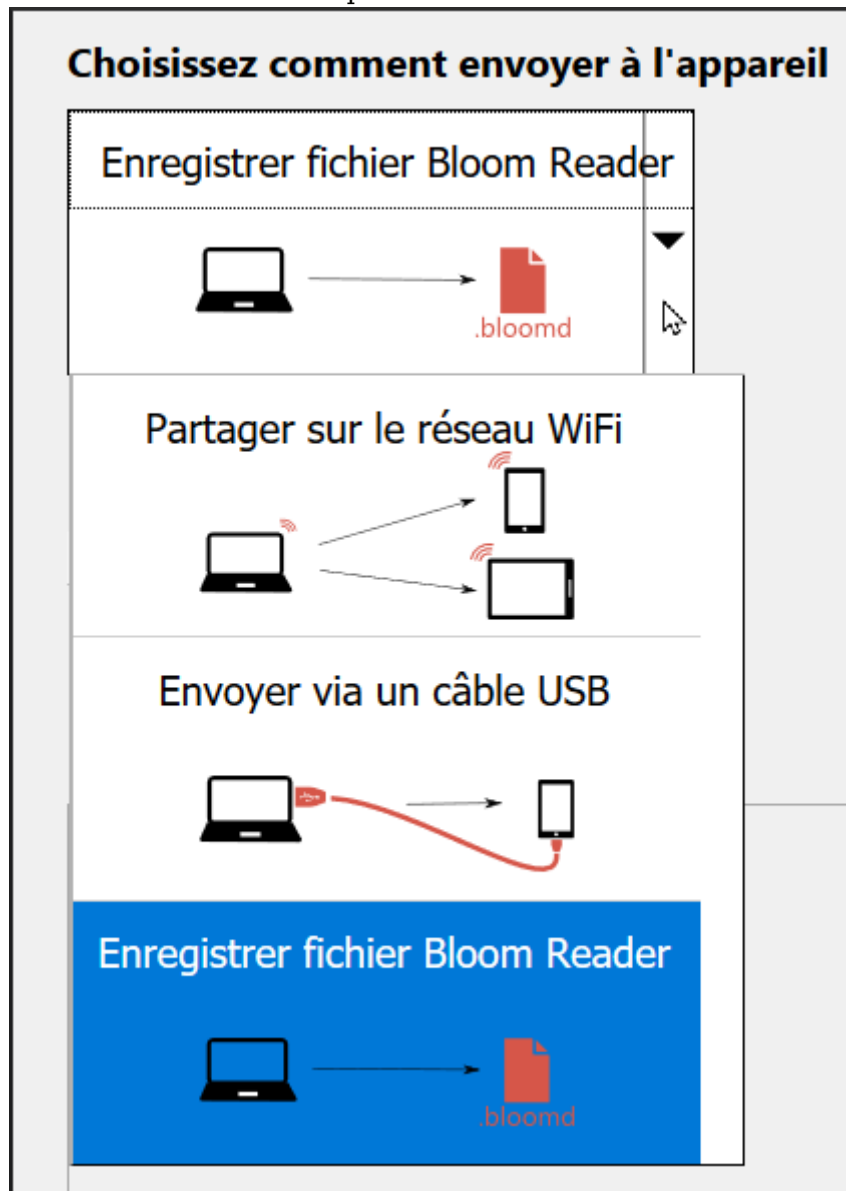 Choisissez comment envoyer à l'appareil
Enregistrer fichier Bloom Reader
.bloomd
Partager sur le réseau WiFi
Envoyer via un câble USB
Enregistrer fichier Bloom Reader
.bloomd